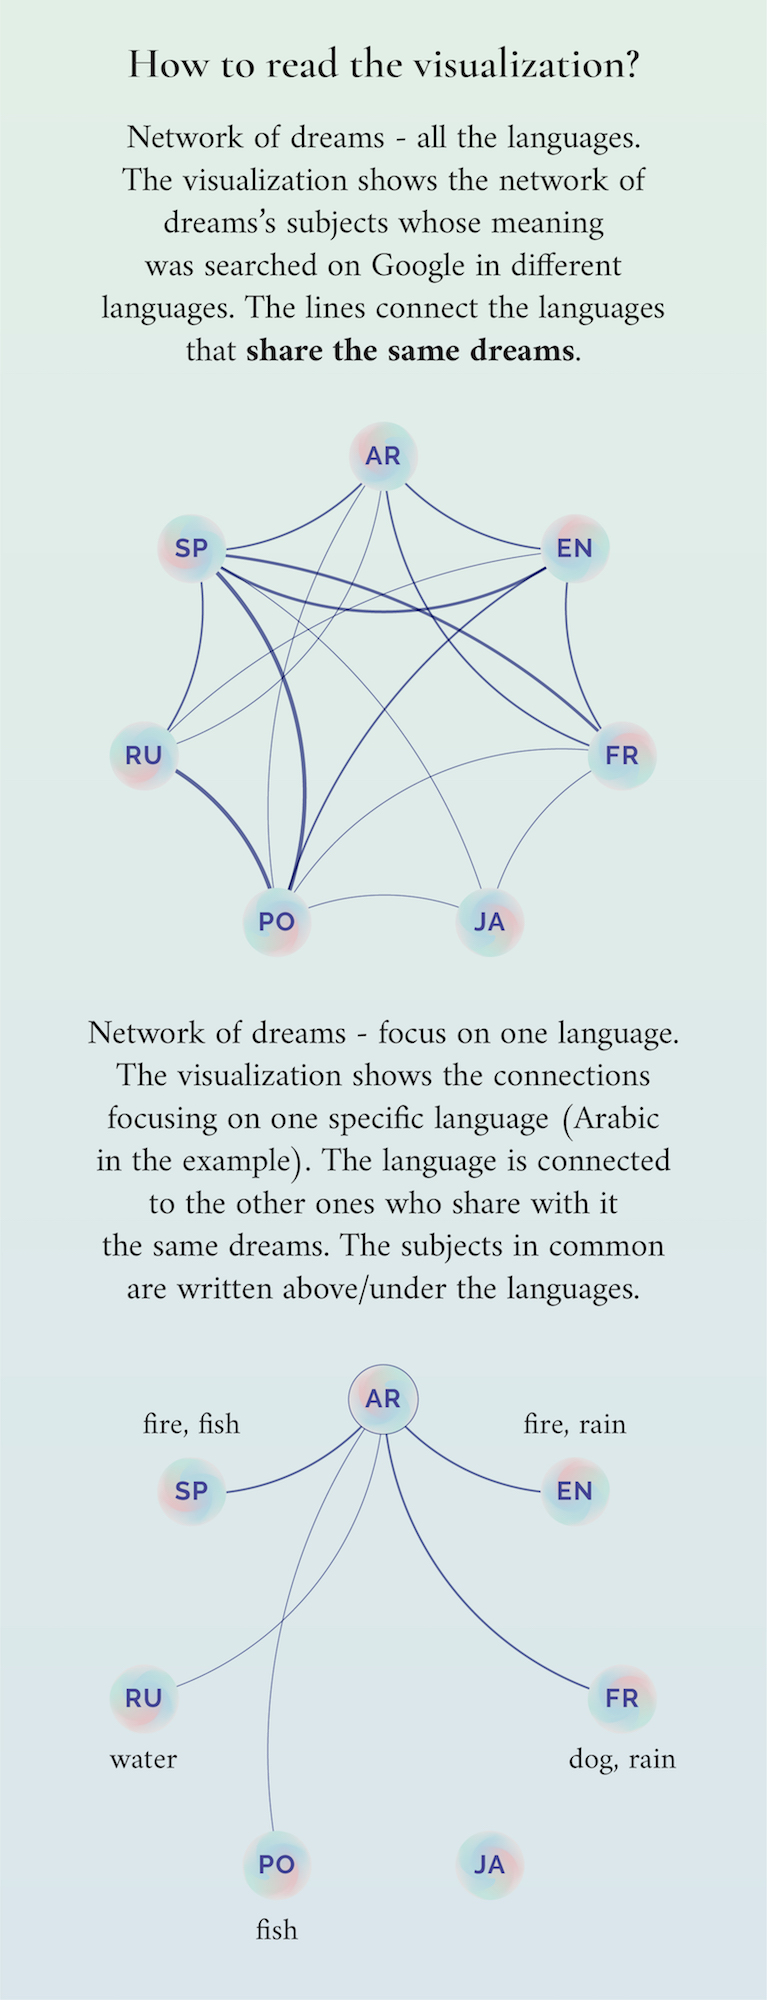 How to read the visualization?
Network of dreams - all the languages.
The visualization shows the network of
dreams's subjects whose meaning
was searched on Google in different
languages. The lines connect the languages
that share the same dreams.
AR
SP
EN
RU
FR
PO
JA
Network of dreams - focus on one language.
The visualization shows the connections
focusing on one specific language (Arabic
in the example). The language is connected
to the other ones who share with it
the same dreams. The subjects in common
are written above/under the languages.
AR
fire, fish
fire, rain
SP
EN
RU
FR
water
dog, rain
PO
JA
fish